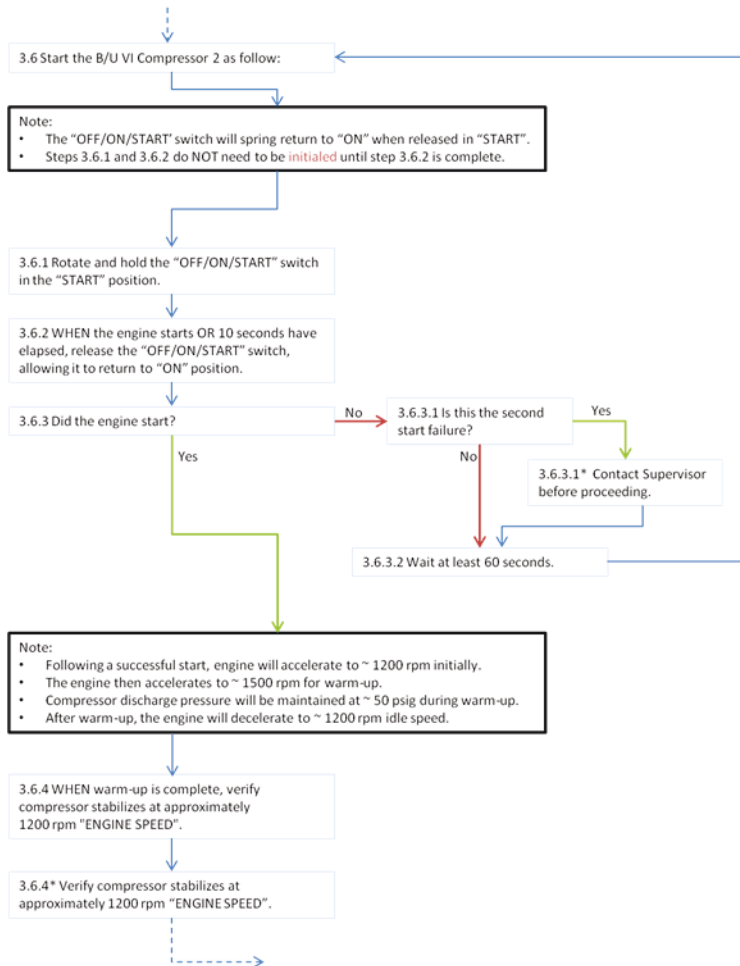 3.6 Start the B/U VI Compressor 2 as follow:
Note:
• The "OFF/ON/START' switch will spring return to "ON" when released in "START".
• Steps 3.6.1 and 3.6.2 do NOT need to be initialed until step 3.6.2 is complete.
3.6.1 Rotate and hold the "OFF/ON/START" switch
in the "START" position.
3.6.2 WHEN the engine starts OR 10 seconds have
elapsed, release the "OFF/ON/START" switch,
allowing it to return to "ON" position.
3.6.3 Did the engine start?
No
3.6.3.1 Is this the second
start failure?
Yes
Yes
No
3.6.3.1* Contact Supervisor
before proceeding.
3.6.3.2 Wait at least 60 seconds.
Note:
• Following a successful start, engine will accelerate to ~ 1200 rpm initially.
• The engine then accelerates to ~ 1500 rpm for warm-up.
• Compressor discharge pressure will be maintained at ~ 50 psig during warm-up.
• After warm-up, the engine will decelerate to ~ 1200 rpm idle speed.
3.6.4 WHEN warm-up is complete, verify
compressor stabilizes at approximately
1200 rpm "ENGINE SPEED".
3.6.4* Verify compressor stabilizes at
approximately 1200 rpm "ENGINE SPEED".